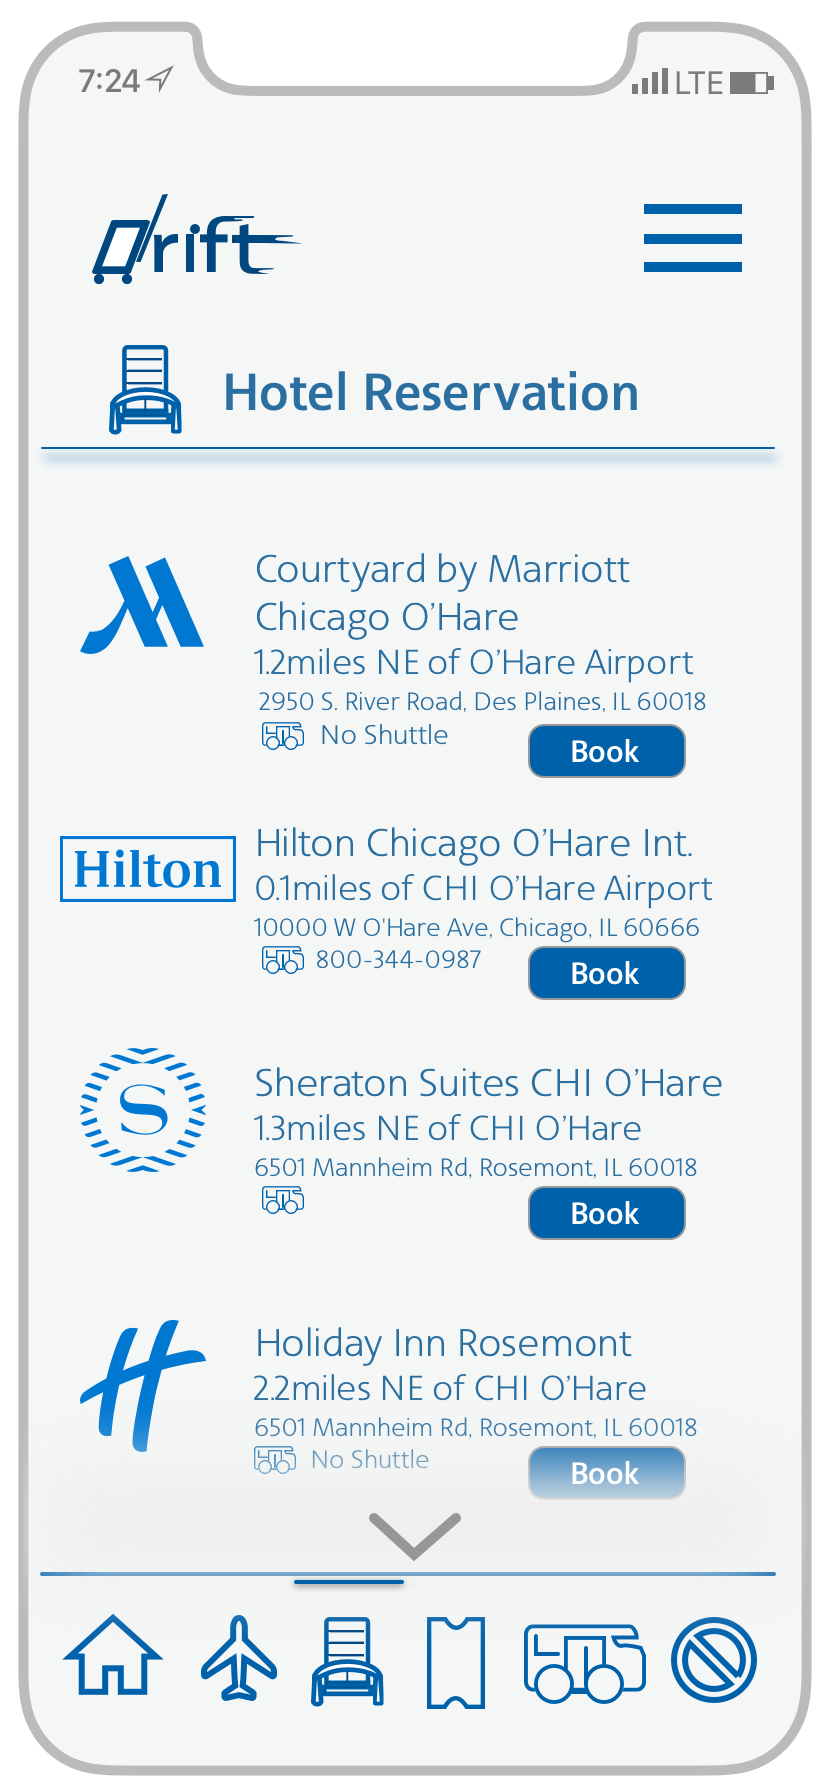 7:24 LTE
Drift
Hotel Reservation
Courtyard by Marriott
Chicago O'Hare
1.2miles NE of O'Hare Airport
2950 S. River Road, Des Plaines, IL 60018
No Shuttle
Book
Hilton
Hilton Chicago O'Hare Int.
0.1miles of CHI O'Hare Airport
10000 W O'Hare Ave, Chicago, IL 60666
800-344-0987
Book
S
Sheraton Suites CHI O'Hare
1.3miles NE of CHI O'Hare
6501 Mannheim Rd, Rosemont, IL 60018
Book
H
Holiday Inn Rosemont
2.2miles NE of CHI O'Hare
6501 Mannheim Rd, Rosemont, IL 60018
No Shuttle
Book